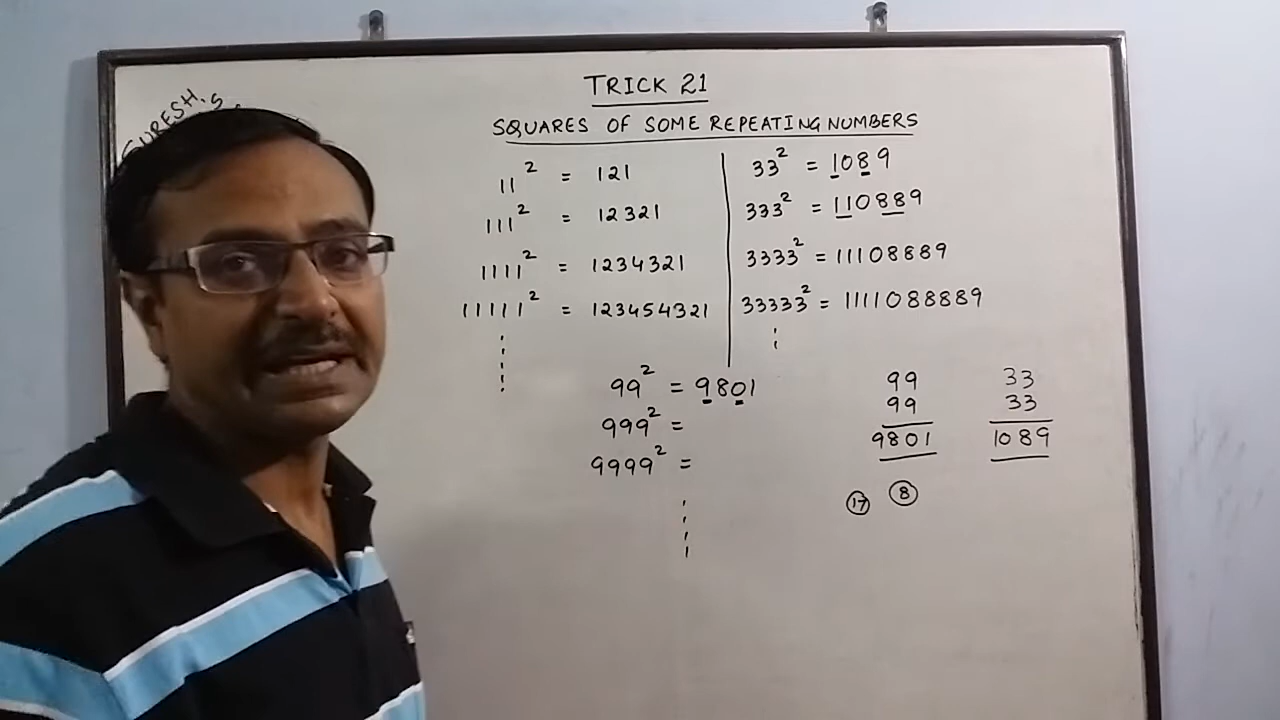 SURESH.
TRICK 21
SQUARES OF SOME REPEATING NUMBERS
11² = 121
111² = 12321
1111² = 1234321
11111² = 123454321
33² = 1089
333² = 110889
3333² = 11108889
33333² = 1111088889
99² = 9801
999² =
9999² =
99
99
9801
33
33
1089
17 8